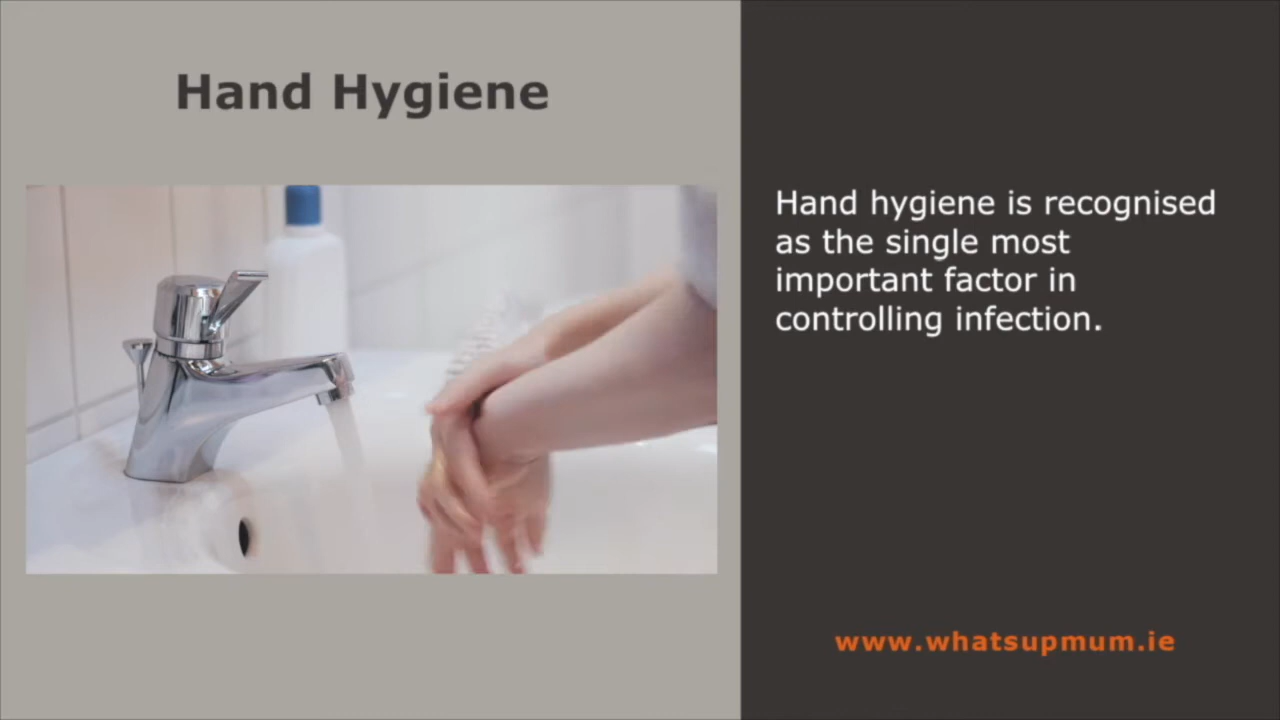 Hand Hygiene
Hand hygiene is recognised
as the single most
important factor in
controlling infection.
www.whatsupmum.ie